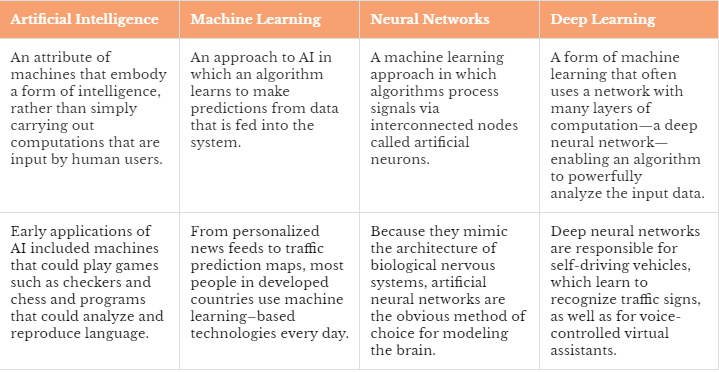 Artificial Intelligence
Machine Learning
Neural Networks
Deep Learning
An attribute of
machines that embody
a form of intelligence,
rather than simply
carrying out
computations that are
input by human users.
An approach to AI in
which an algorithm
learns to make
predictions from data
that is fed into the
system.
A machine learning
approach in which
algorithms process
signals via
interconnected nodes
called artificial
neurons.
A form of machine
learning that often
uses a network with
many layers of
computation—a deep
neural network—
enabling an algorithm
to powerfully
analyze the input data.
Early applications of
AI included machines
that could play games
such as checkers and
chess and programs
that could analyze and
reproduce language.
From personalized
news feeds to traffic
prediction maps, most
people in developed
countries use machine
learning–based
technologies every day.
Because they mimic
the architecture of
biological nervous
systems, artificial
neural networks are
the obvious method of
choice for modeling
the brain.
Deep neural networks
are responsible for
self-driving vehicles,
which learn to
recognize traffic signs,
as well as for voice-
controlled virtual
assistants.